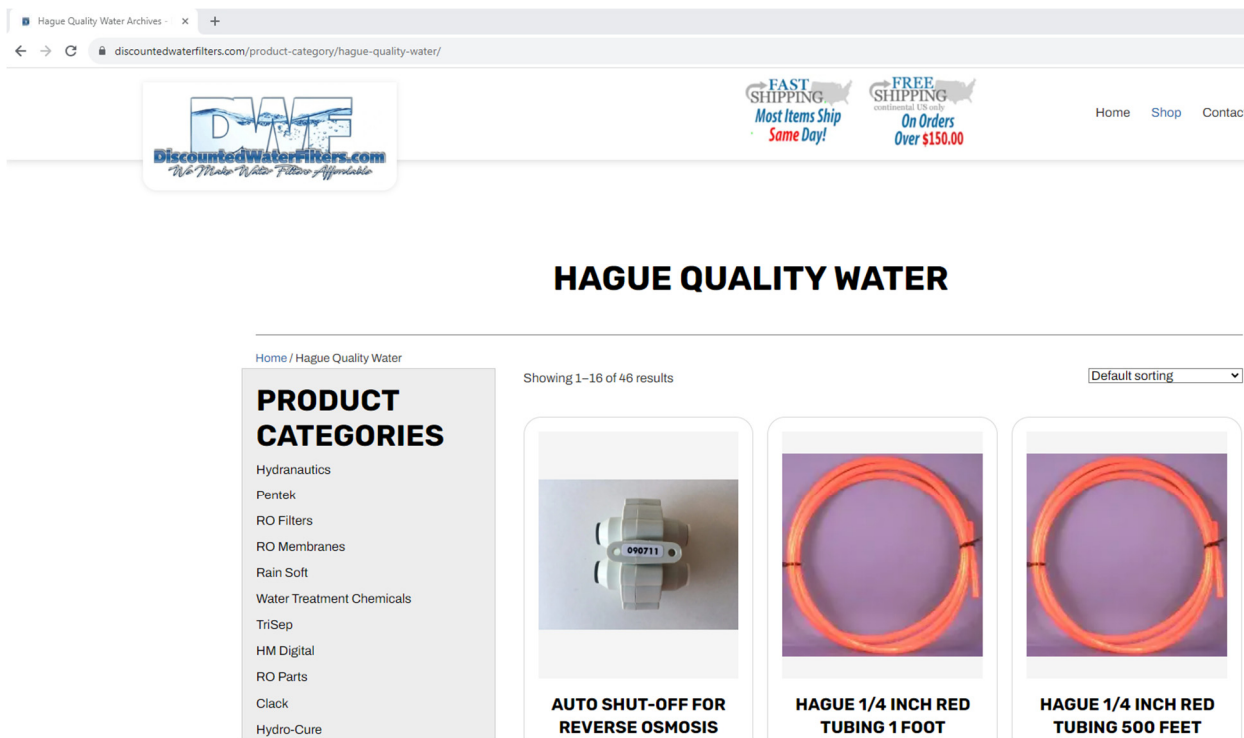 Hague Quality Water Archives -
discountedwaterfilters.com/product-category/hague-quality-water/
DWF
DiscountedWaterFilters.com
We Make Water Filters Affordable
FAST
SHIPPING
Most Items Ship
Same Day!
FREE
SHIPPING
continental US only
On Orders
Over $150.00
Home Shop Contac
HAGUE QUALITY WATER
Home / Hague Quality Water
Showing 1–16 of 46 results
Default sorting
PRODUCT
CATEGORIES
Hydranautics
Pentek
RO Filters
RO Membranes
Rain Soft
Water Treatment Chemicals
TriSep
HM Digital
RO Parts
Clack
Hydro-Cure
090711
AUTO SHUT-OFF FOR
REVERSE OSMOSIS
HAGUE 1/4 INCH RED
TUBING 1 FOOT
HAGUE 1/4 INCH RED
TUBING 500 FEET